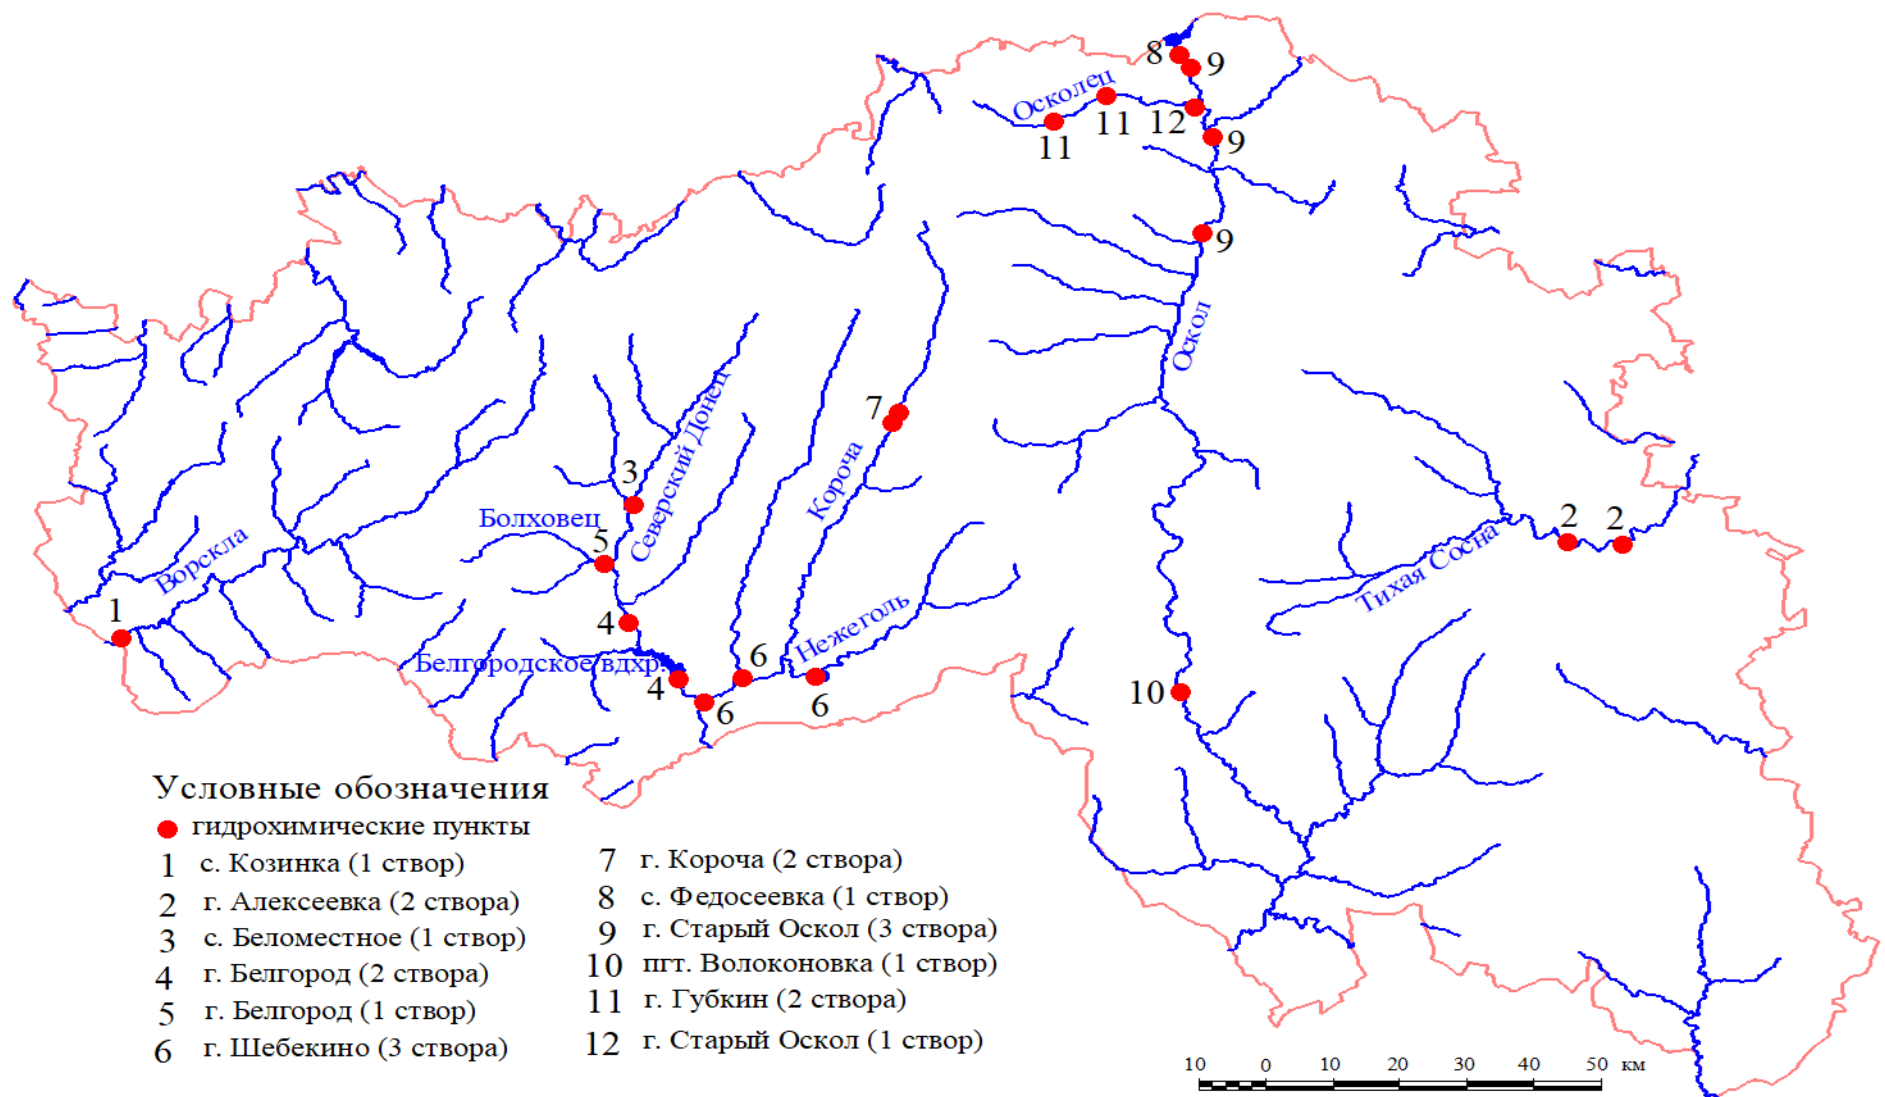 8
9
Осколец
11
12
11
9
9
Оскол
7
3
Северский Донец
Короча
Болховец
5
2
2
Ворскла
Тихая Сосна
1
4
Нежеголь
Белгородское вдхр.
6
4
6
6
10
Условные обозначения
гидрохимические пункты
1 с. Козинка (1 створ)
2 г. Алексеевка (2 створа)
3 с. Беломестное (1 створ)
4 г. Белгород (2 створа)
5 г. Белгород (1 створ)
6 г. Шебекино (3 створа)
7 г. Короча (2 створа)
8 с. Федосеевка (1 створ)
9 г. Старый Оскол (3 створа)
10 пгт. Волоконовка (1 створ)
11 г. Губкин (2 створа)
12 г. Старый Оскол (1 створ)
10 0 10 20 30 40 50 км